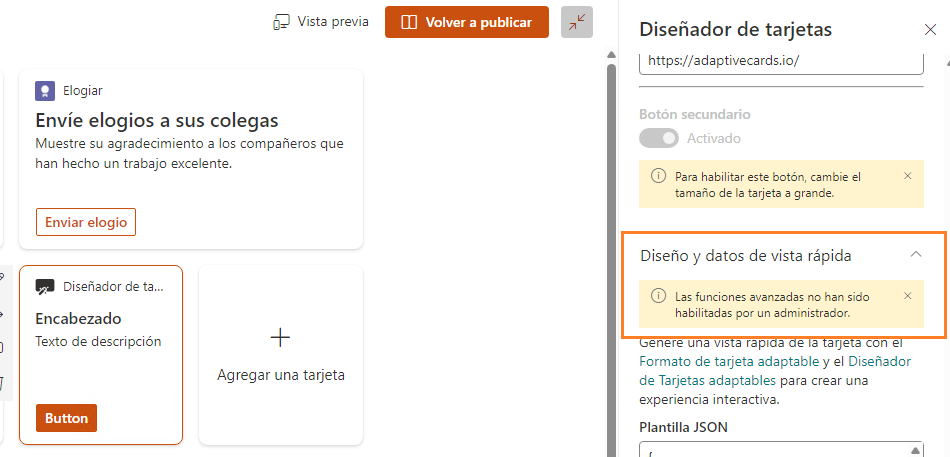 Vista previa
Volver a publicar
Diseñador de tarjetas
https://adaptivecards.io/
Elogiar
Envíe elogios a sus colegas
Muestre su agradecimiento a los compañeros que
han hecho un trabajo excelente.
Enviar elogio
Diseñador de ta...
Encabezado
Texto de descripción
Button
Agregar una tarjeta
Botón secundario
Activado
Para habilitar este botón, cambie el
tamaño de la tarjeta a grande.
Diseño y datos de vista rápida
Las funciones avanzadas no han sido
habilitadas por un administrador.
Genere una vista rápida de la tarjeta con el
Formato de tarjeta adaptable y el Diseñador
de Tarjetas adaptables para crear una
experiencia interactiva.
Plantilla JSON
{